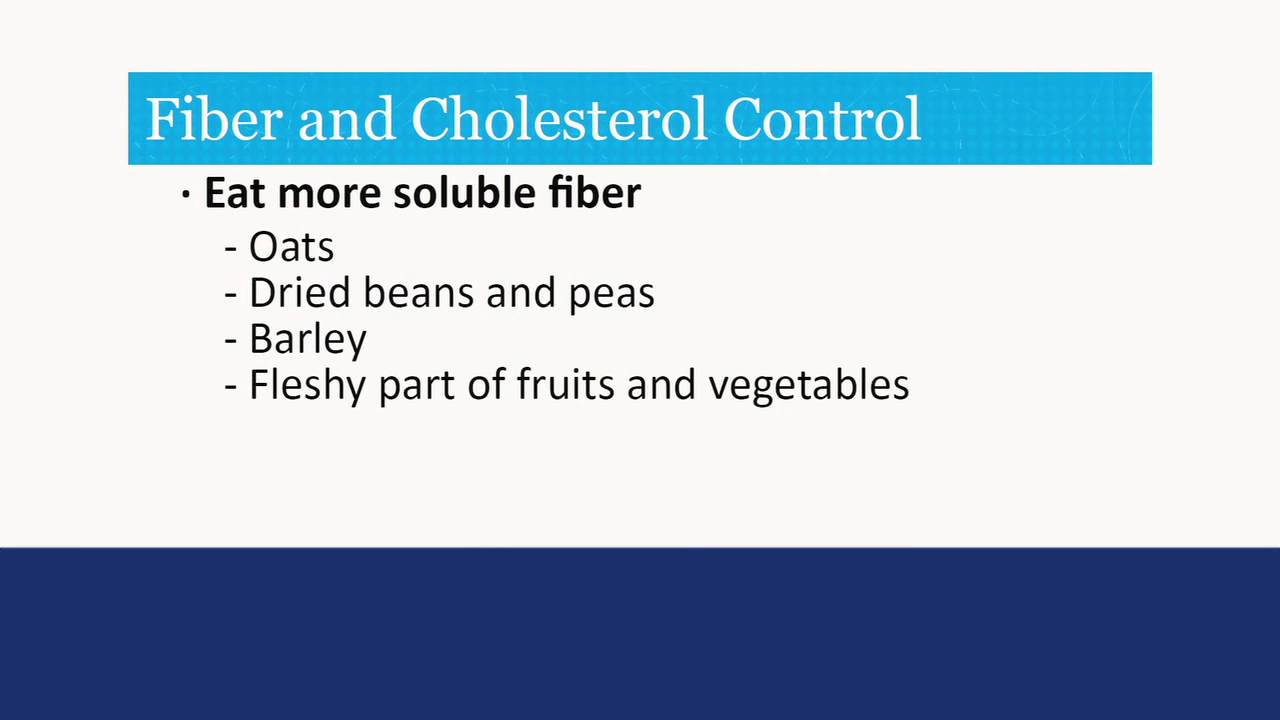 Fiber and Cholesterol Control
· Eat more soluble fiber
- Oats
- Dried beans and peas
- Barley
- Fleshy part of fruits and vegetables